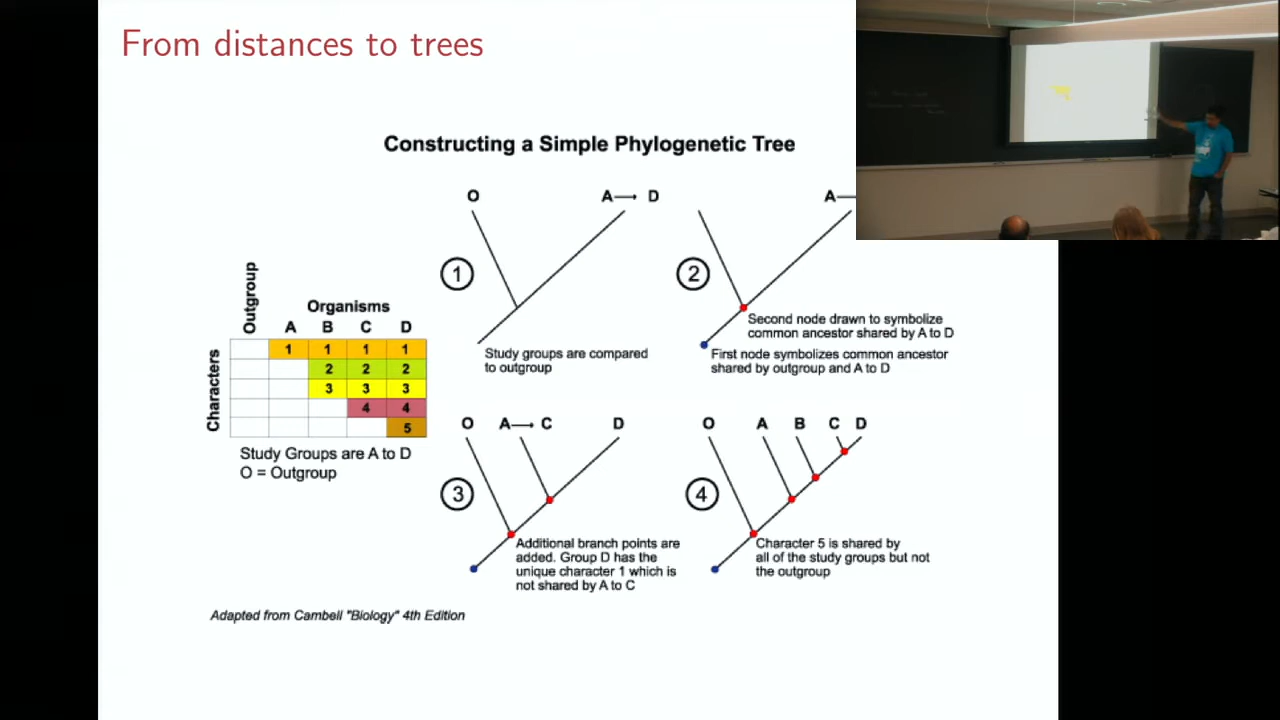 From distances to trees
Constructing a Simple Phylogenetic Tree
O A→ D
1
A
2
Second node drawn to symbolize
common ancestor shared by A to D
First node symbolizes common ancestor
shared by outgroup and A to D
Study groups are compared
to outgroup
Outgroup
Organisms
A B C D
Characters
1 1 1 1
2 2 2
3 3 3
4 4
5
Study Groups are A to D
O = Outgroup
O A→ C D
3
Additional branch points are
added. Group D has the
unique character 1 which is
not shared by A to C
O A B C D
4
Character 5 is shared by
all of the study groups but not
the outgroup
Adapted from Cambell "Biology" 4th Edition